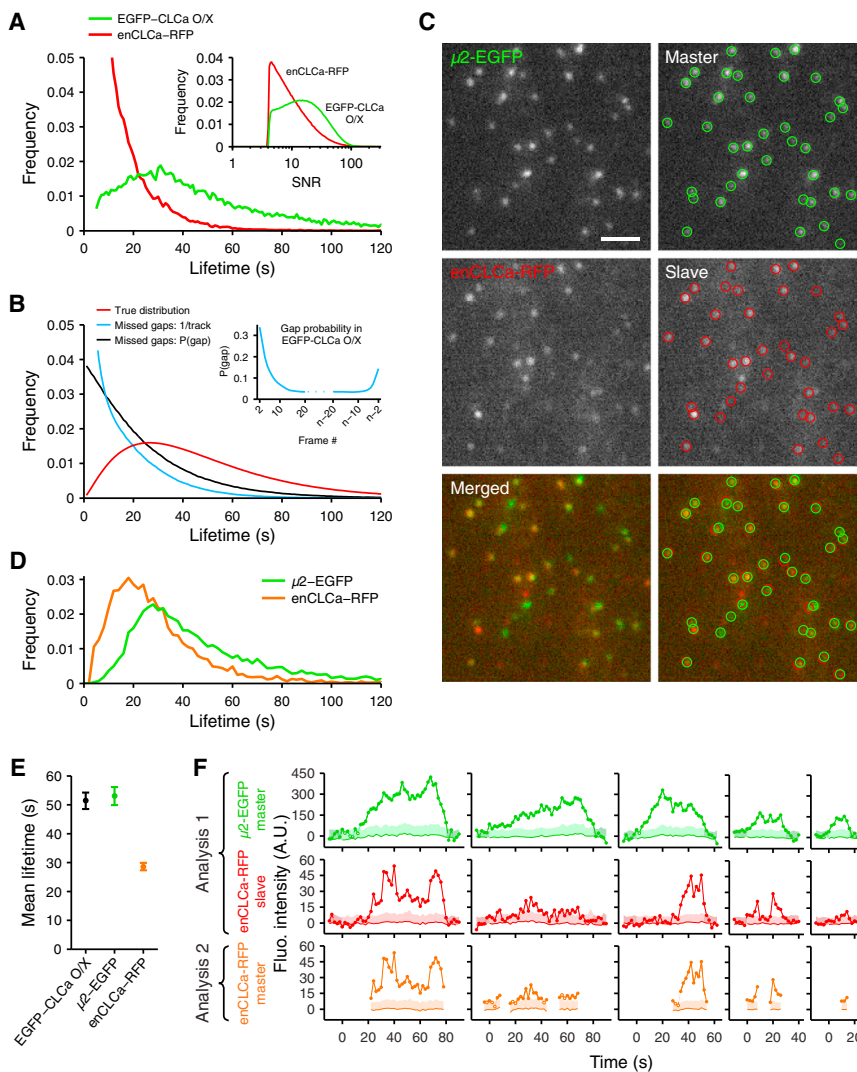 A
EGFP–CLCa O/X
enCLCa–RFP
0.05
0.04
0.03
0.02
0.01
0
Frequency
0 20 40 60 80 100 120
Lifetime (s)
0.04
0.03
0.02
0.01
0.00
Frequency
enCLCa-RFP
EGFP-CLCa
O/X
1 10 100
SNR
B
True distribution
Missed gaps: 1/track
Missed gaps: P(gap)
0.05
0.04
0.03
0.02
0.01
0
Frequency
0 20 40 60 80 100 120
Lifetime (s)
Gap probability in
EGFP-CLCa O/X
0.3
0.2
0.1
0
P(gap)
2 10 20 n−20 n−10 n−2
Frame #
D
μ2–EGFP
enCLCa–RFP
0.03
0.02
0.01
0
Frequency
0 20 40 60 80 100 120
Lifetime (s)
C
μ2-EGFP
Master
enCLCa-RFP
Slave
Merged
E
60
50
40
30
20
10
0
Mean lifetime (s)
EGFP–CLCa O/X
μ2–EGFP
enCLCa–RFP
F
Analysis 1
μ2-EGFP
master
450
300
150
0
enCLCa-RFP
slave
60
45
30
15
0
Analysis 2
enCLCa-RFP
master
60
45
30
15
0
Fluo. intensity (A.U.)
0 20 40 60 80 0 20 40 60 80 0 20 40 60 0 20 40 0 20
Time (s)